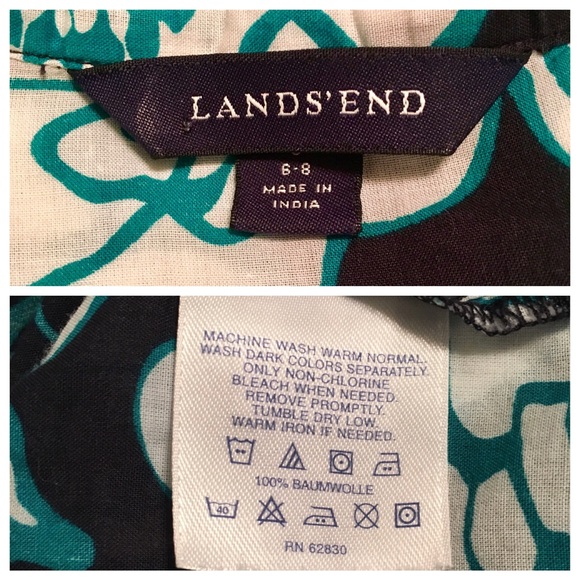 LANDS' END
6-8
MADE IN
INDIA
MACHINE WASH WARM NORMAL.
WASH DARK COLORS SEPARATELY.
ONLY NON-CHLORINE
BLEACH WHEN NEEDED.
REMOVE PROMPTLY.
TUMBLE DRY LOW.
WARM IRON IF NEEDED.
100% BAUMWOLLE
40
RN 62830